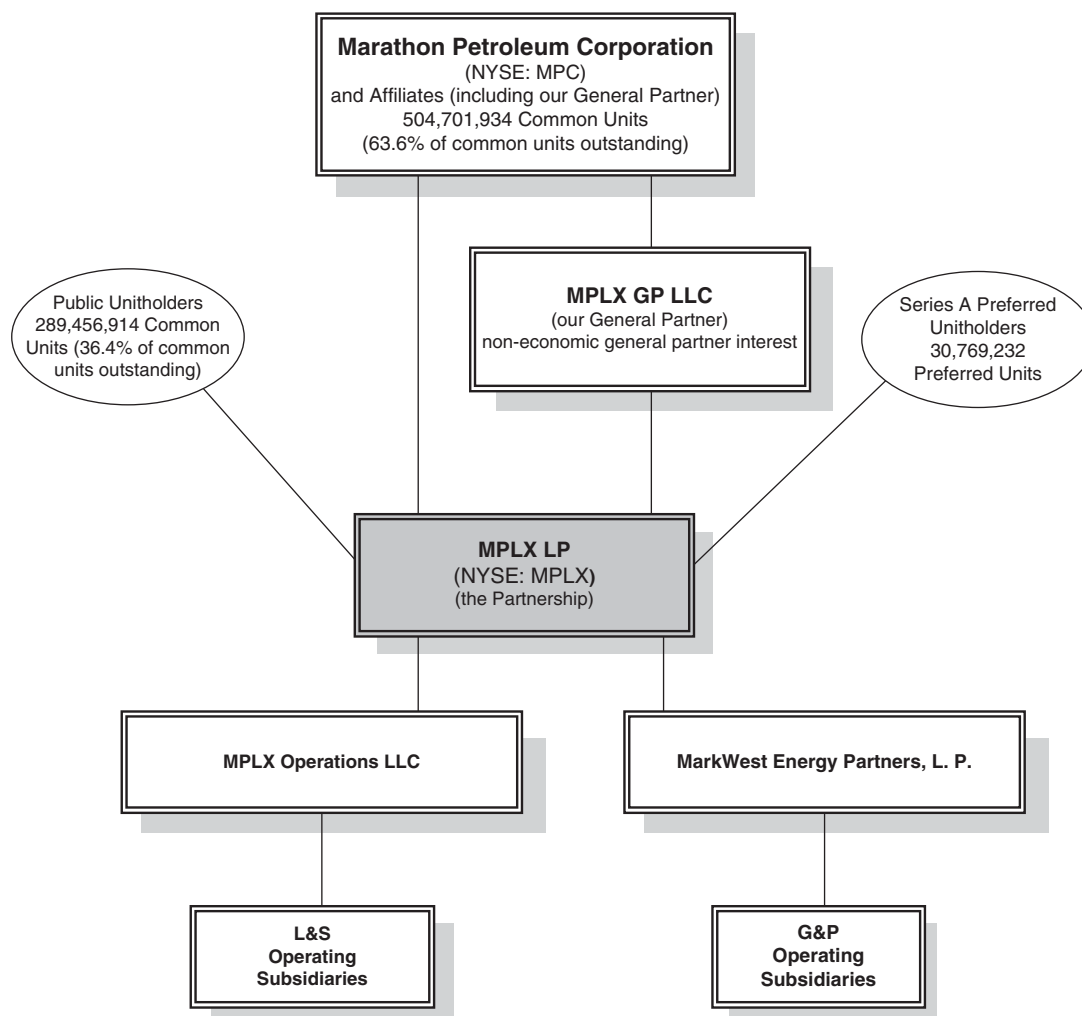 Marathon Petroleum Corporation
(NYSE: MPC)
and Affiliates (including our General Partner)
504,701,934 Common Units
(63.6% of common units outstanding)
MPLX GP LLC
(our General Partner)
non-economic general partner interest
Public Unitholders
289,456,914 Common
Units (36.4% of common
units outstanding)
Series A Preferred
Unitholders
30,769,232
Preferred Units
MPLX LP
(NYSE: MPLX)
(the Partnership)
MPLX Operations LLC
MarkWest Energy Partners, L. P.
L&S
Operating
Subsidiaries
G&P
Operating
Subsidiaries